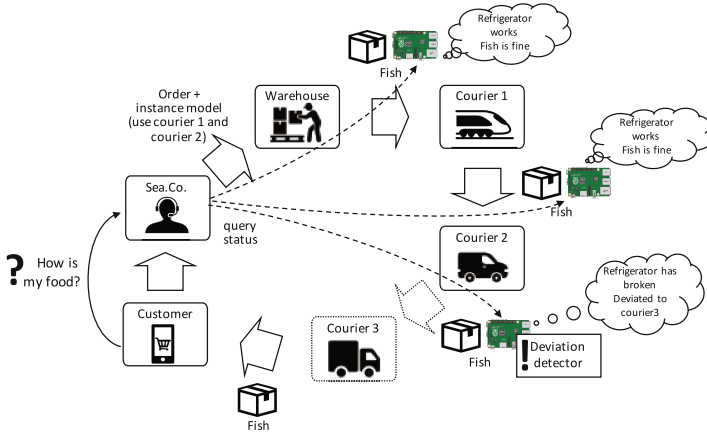 Refrigerator
works
Fish is fine
Fish
Order +
instance model
(use courier 1 and
courier 2)
Warehouse
Courier 1
Refrigerator
works
Fish is fine
Fish
Sea.Co.
query
status
Courier 2
? How is
my food?
Refrigerator has
broken
Deviated to
courier3
Customer
Courier 3
Fish
! Deviation
detector
Fish